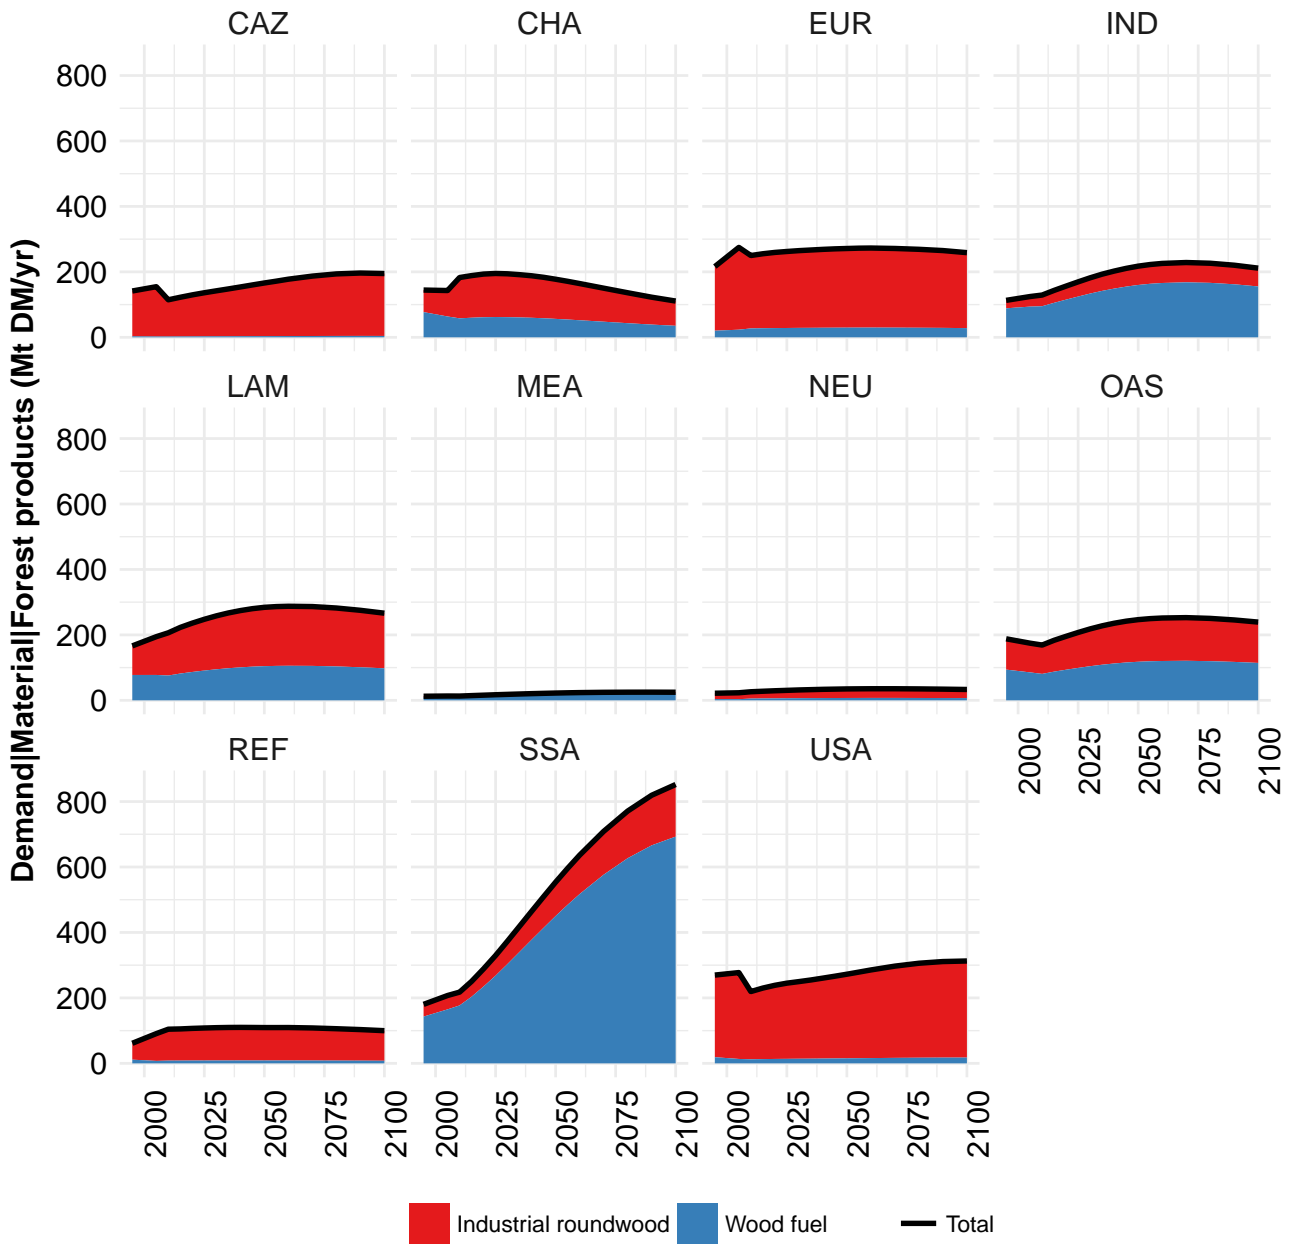 CAZ CHA EUR IND
800
600
400
200
0
LAM MEA NEU OAS
800
600
400
200
0
2000 2025 2050 2075 2100
REF SSA USA
800
600
400
200
0
2000 2025 2050 2075 2100 2000 2025 2050 2075 2100 2000 2025 2050 2075 2100
Demand|Material|Forest products (Mt DM/yr)
Industrial roundwood Wood fuel Total